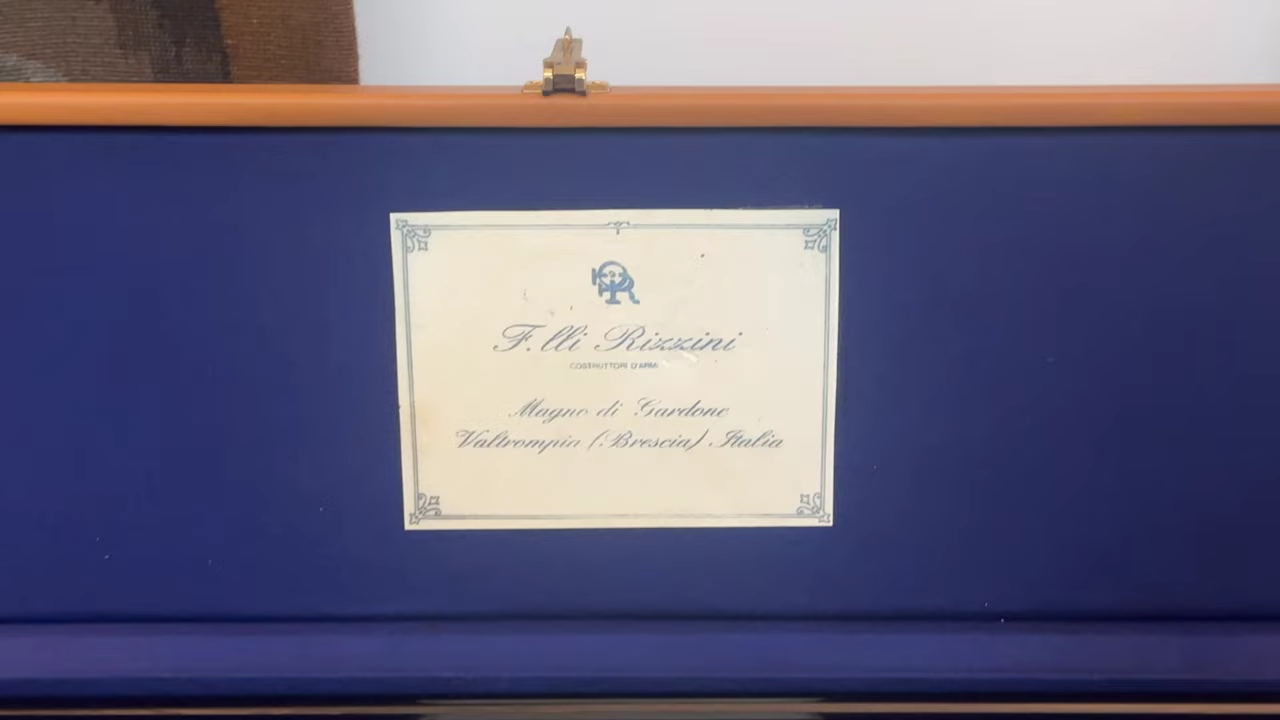 F.lli Rizzini
COSTRUTTORI D'ARMI
Magno di Gardone
Valtrompia (Brescia) Italia